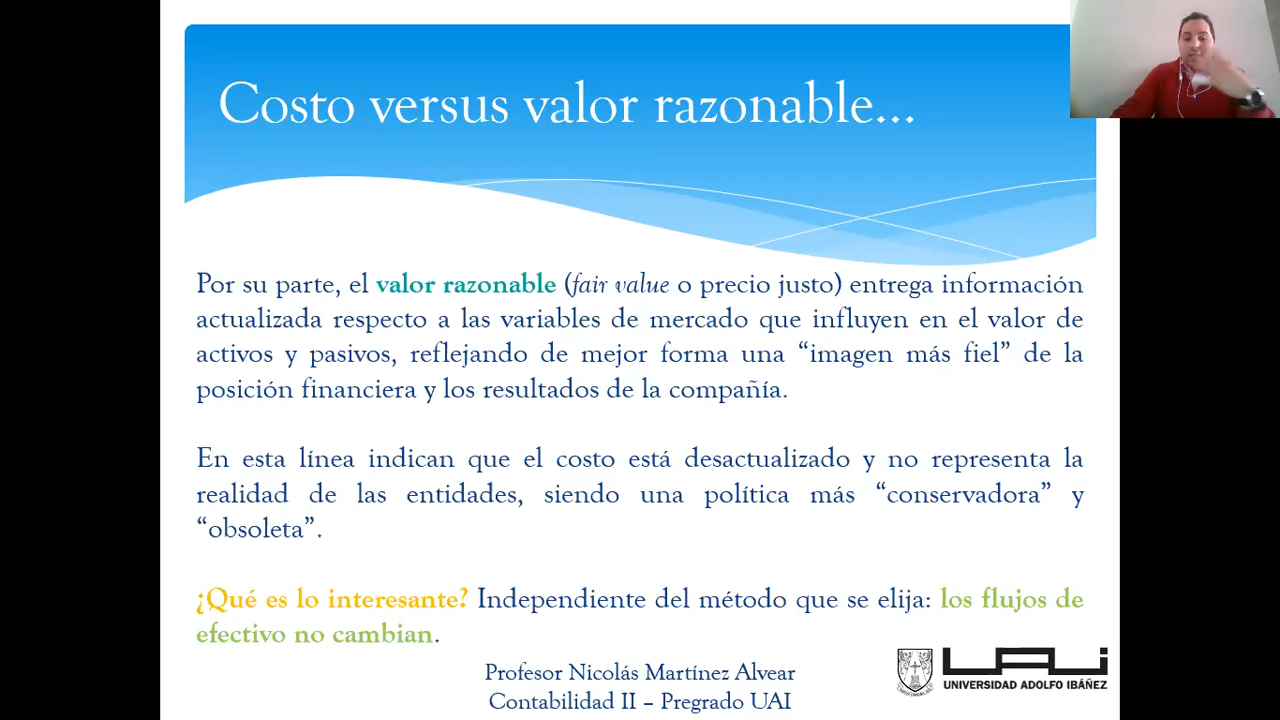 Costo versus valor razonable...
Por su parte, el valor razonable (fair value o precio justo) entrega información
actualizada respecto a las variables de mercado que influyen en el valor de
activos y pasivos, reflejando de mejor forma una “imagen más fiel” de la
posición financiera y los resultados de la compañía.
En esta línea indican que el costo está desactualizado y no representa la
realidad de las entidades, siendo una política más “conservadora” y
“obsoleta”.
¿Qué es lo interesante? Independiente del método que se elija: los flujos de
efectivo no cambian.
Profesor Nicolás Martínez Alvear
Contabilidad II – Pregrado UAI
UAI
UNIVERSIDAD ADOLFO IBÁÑEZ